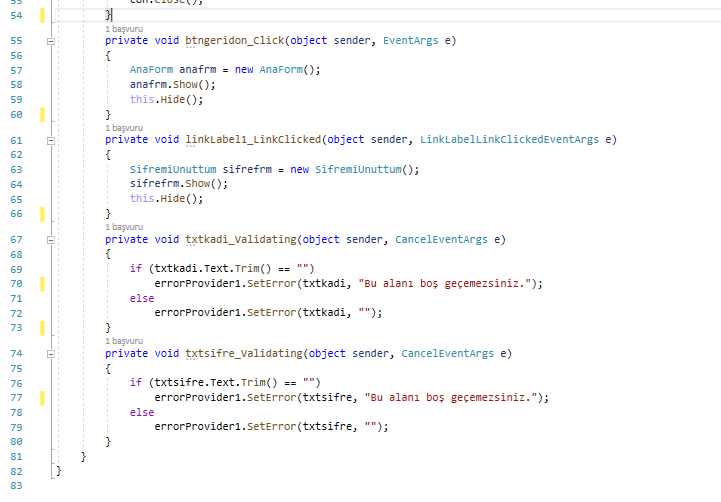 con.Close();
54 }
1 başvuru
55 private void btngeridon_Click(object sender, EventArgs e)
56 {
57 AnaForm anafrm = new AnaForm();
58 anafrm.Show();
59 this.Hide();
60 }
1 başvuru
61 private void linkLabel1_LinkClicked(object sender, LinkLabelLinkClickedEventArgs e)
62 {
63 SifremiUnuttum sifrefrm = new SifremiUnuttum();
64 sifrefrm.Show();
65 this.Hide();
66 }
1 başvuru
67 private void txtkadi_Validating(object sender, CancelEventArgs e)
68 {
69 if (txtkadi.Text.Trim() == "")
70 errorProvider1.SetError(txtkadi, "Bu alanı boş geçemezsiniz.");
71 else
72 errorProvider1.SetError(txtkadi, "");
73 }
1 başvuru
74 private void txtsifre_Validating(object sender, CancelEventArgs e)
75 {
76 if (txtsifre.Text.Trim() == "")
77 errorProvider1.SetError(txtsifre, "Bu alanı boş geçemezsiniz.");
78 else
79 errorProvider1.SetError(txtsifre, "");
80 }
81 }
82 }
83